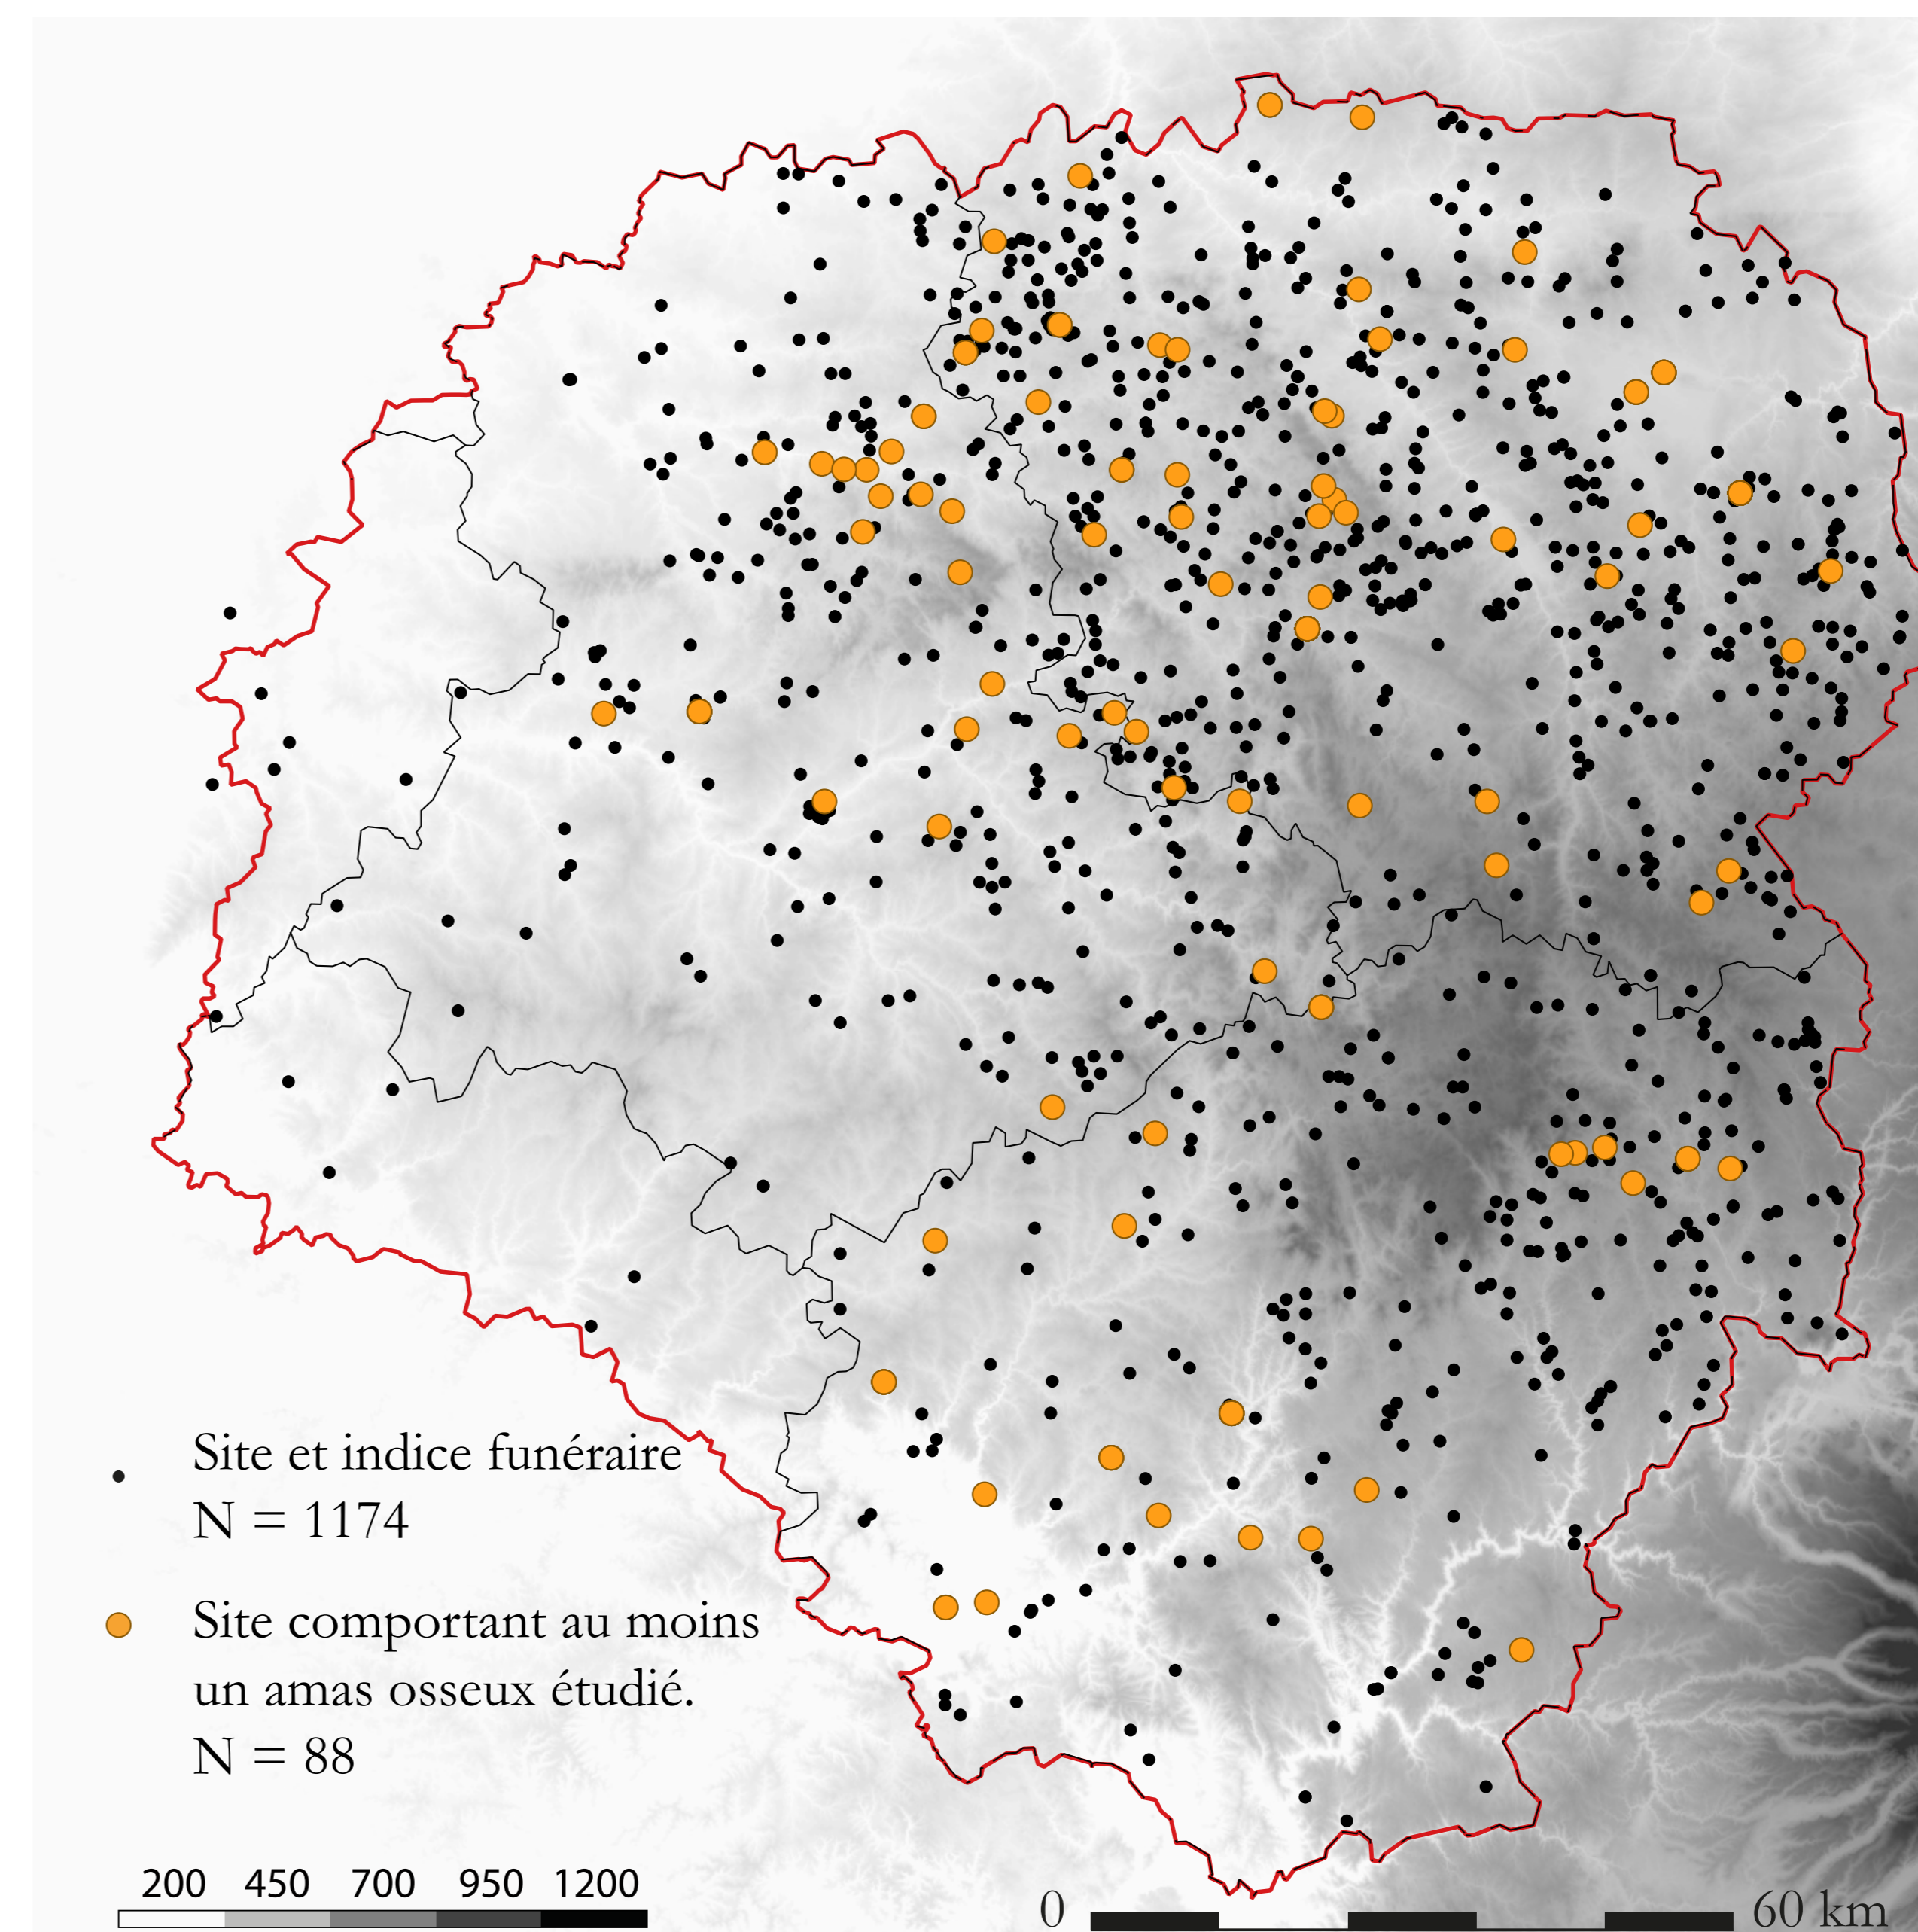 Site et indice funéraire
N = 1174
Site comportant au moins
un amas osseux étudié.
N = 88
200 450 700 950 1200
0 60 km